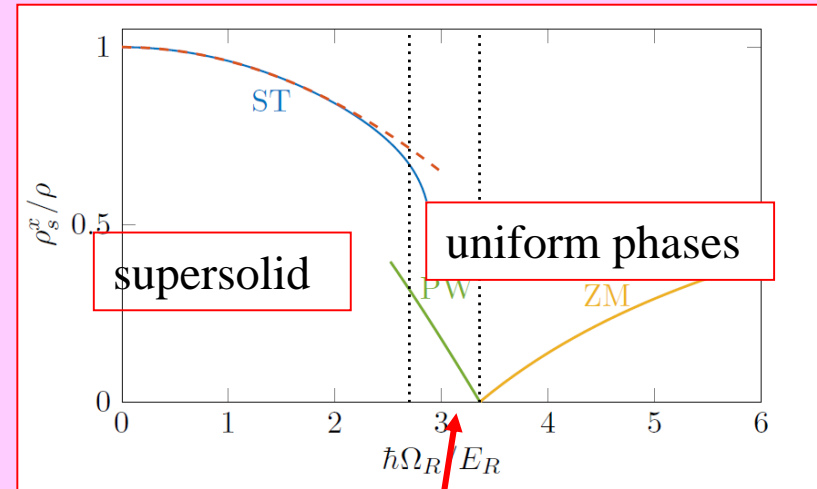 1
ST
ρ_s^x/ρ
0.5
uniform phases
supersolid
PW
ZM
0
0 1 2 3 4 5 6
ħΩ_R/E_R